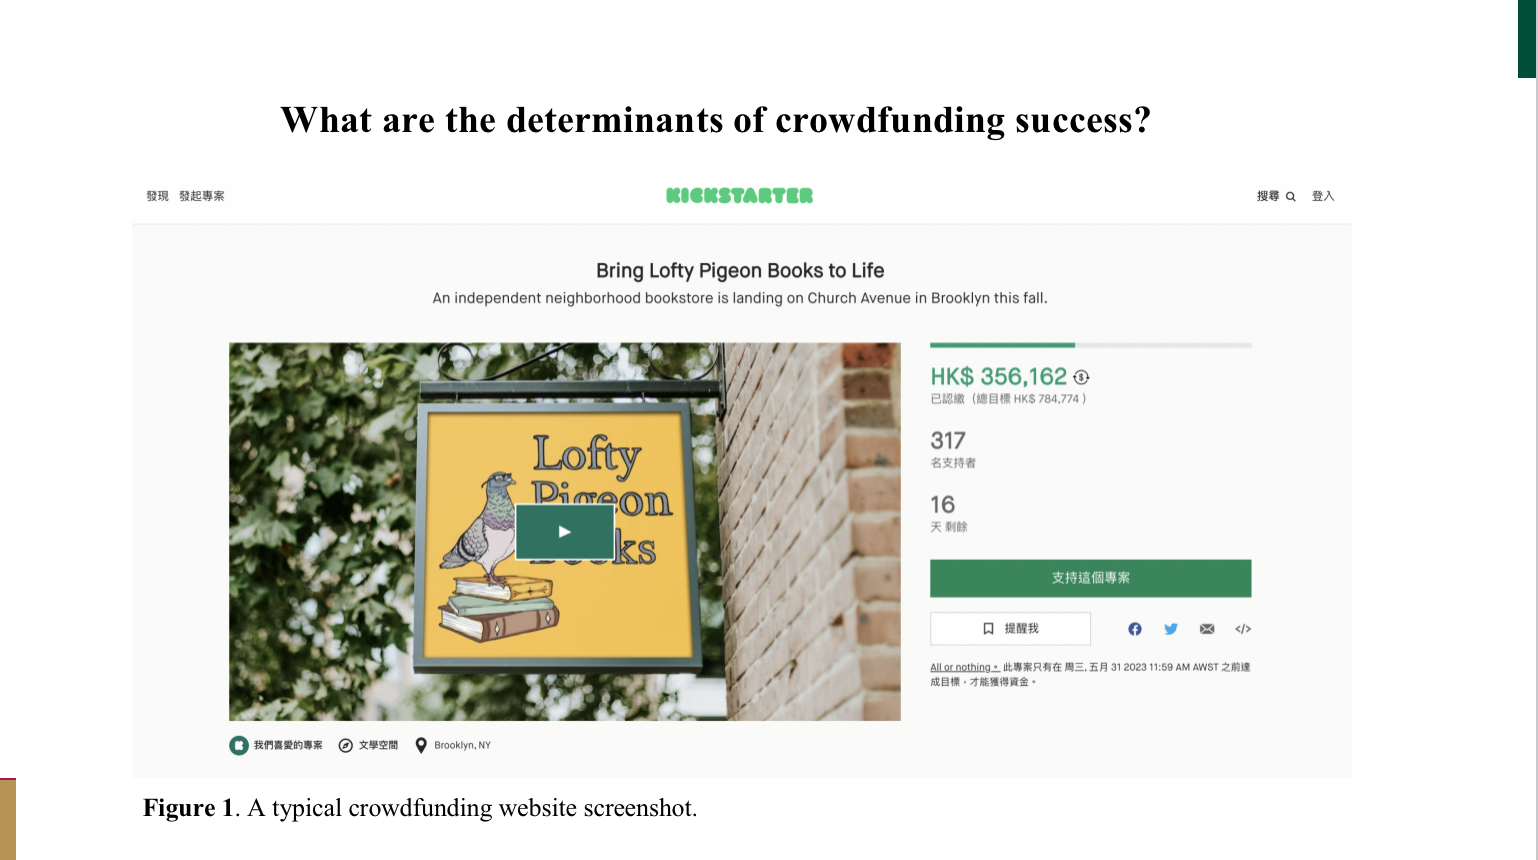 What are the determinants of crowdfunding success?
發現 發起專案
KICKSTARTER
搜尋 登入
Bring Lofty Pigeon Books to Life
An independent neighborhood bookstore is landing on Church Avenue in Brooklyn this fall.
Lofty
Pigeon
ks
HK$ 356,162
已認繳（總目標 HK$ 784,774 ）
317
名支持者
16
天 剩餘
支持這個專案
提醒我
All or nothing。 此專案只有在 周三, 五月 31 2023 11:59 AM AWST 之前達
成目標，才能獲得資金。
我們喜愛的專案 文學空間 Brooklyn, NY
Figure 1. A typical crowdfunding website screenshot.